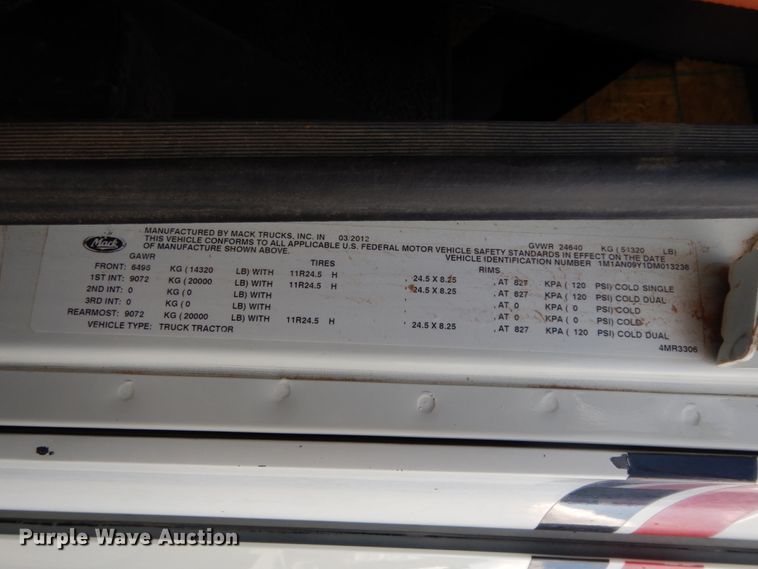 Mack
MANUFACTURED BY MACK TRUCKS, INC. IN 03/2012 GVWR 24640 KG ( 54320 LB)
THIS VEHICLE CONFORMS TO ALL APPLICABLE U.S. FEDERAL MOTOR VEHICLE SAFETY STANDARDS IN EFFECT ON THE DATE
OF MANUFACTURE SHOWN ABOVE. VEHICLE IDENTIFICATION NUMBER 1M1AN09Y1DM013238
GAWR TIRES RIMS
FRONT: 6496 KG ( 14320 LB) WITH 11R24.5 H , 24.5 X 8.25 , AT 827 KPA ( 120 PSI) COLD SINGLE
1ST INT: 9072 KG ( 20000 LB) WITH 11R24.5 H , 24.5 X 8.25 , AT 827 KPA ( 120 PSI) COLD DUAL
2ND INT: 0 KG ( 0 LB) WITH , , AT 0 KPA ( 0 PSI) COLD
3RD INT: 0 KG ( 0 LB) WITH , , AT 0 KPA ( 0 PSI) COLD
REARMOST: 9072 KG ( 20000 LB) WITH 11R24.5 H , 24.5 X 8.25 , AT 827 KPA ( 120 PSI) COLD DUAL
VEHICLE TYPE: TRUCK TRACTOR 4MR3306
Purple Wave Auction